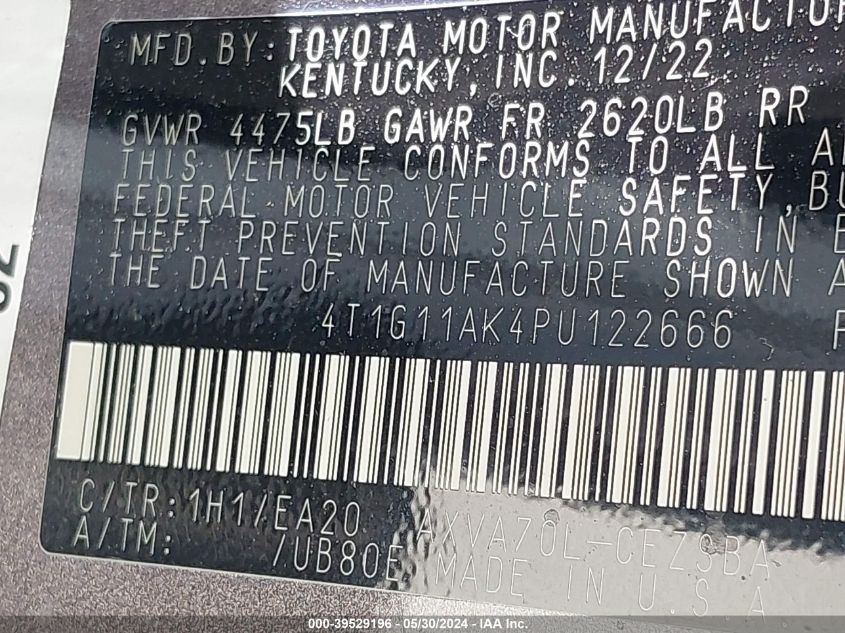 MFD.BY: TOYOTA MOTOR MANUFACTUR
KENTUCKY, INC. 12/22
GVWR 4475LB GAWR FR 2620LB RR
THIS VEHICLE CONFORMS TO ALL A
FEDERAL MOTOR VEHICLE SAFETY, BU
THEFT PREVENTION STANDARDS IN E
THE DATE OF MANUFACTURE SHOWN A
4T1G11AK4PU122666 P
C/TR:1H1/EA20 AXVA70L-CEZSBA
A/TM: /UB80E MADE IN U.S.A
000-39529196 - 05/30/2024 - IAA, Inc.